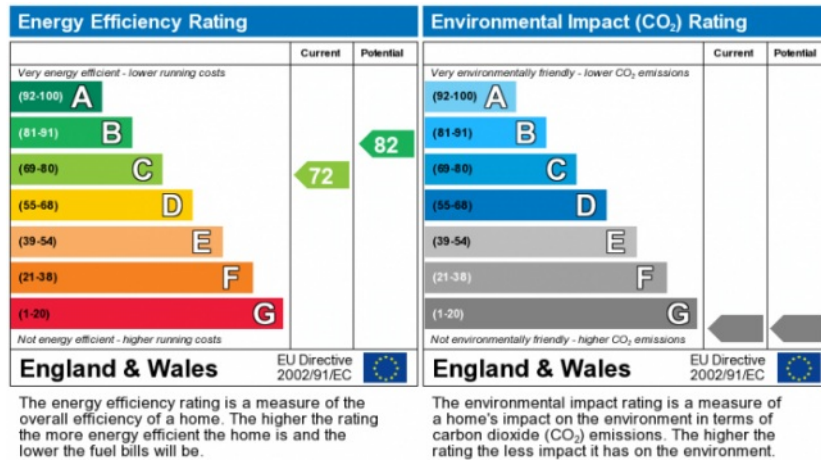 Energy Efficiency Rating
Current Potential
Very energy efficient - lower running costs
(92-100) A
(81-91) B
82
(69-80) C
72
(55-68) D
(39-54) E
(21-38) F
(1-20) G
Not energy efficient - higher running costs
England & Wales
EU Directive
2002/91/EC
The energy efficiency rating is a measure of the
overall efficiency of a home. The higher the rating
the more energy efficient the home is and the
lower the fuel bills will be.
Environmental Impact (CO₂) Rating
Current Potential
Very environmentally friendly - lower CO₂ emissions
(92-100) A
(81-91) B
(69-80) C
(55-68) D
(39-54) E
(21-38) F
(1-20) G
Not environmentally friendly - higher CO₂ emissions
England & Wales
EU Directive
2002/91/EC
The environmental impact rating is a measure of
a home's impact on the environment in terms of
carbon dioxide (CO₂) emissions. The higher the
rating the less impact it has on the environment.